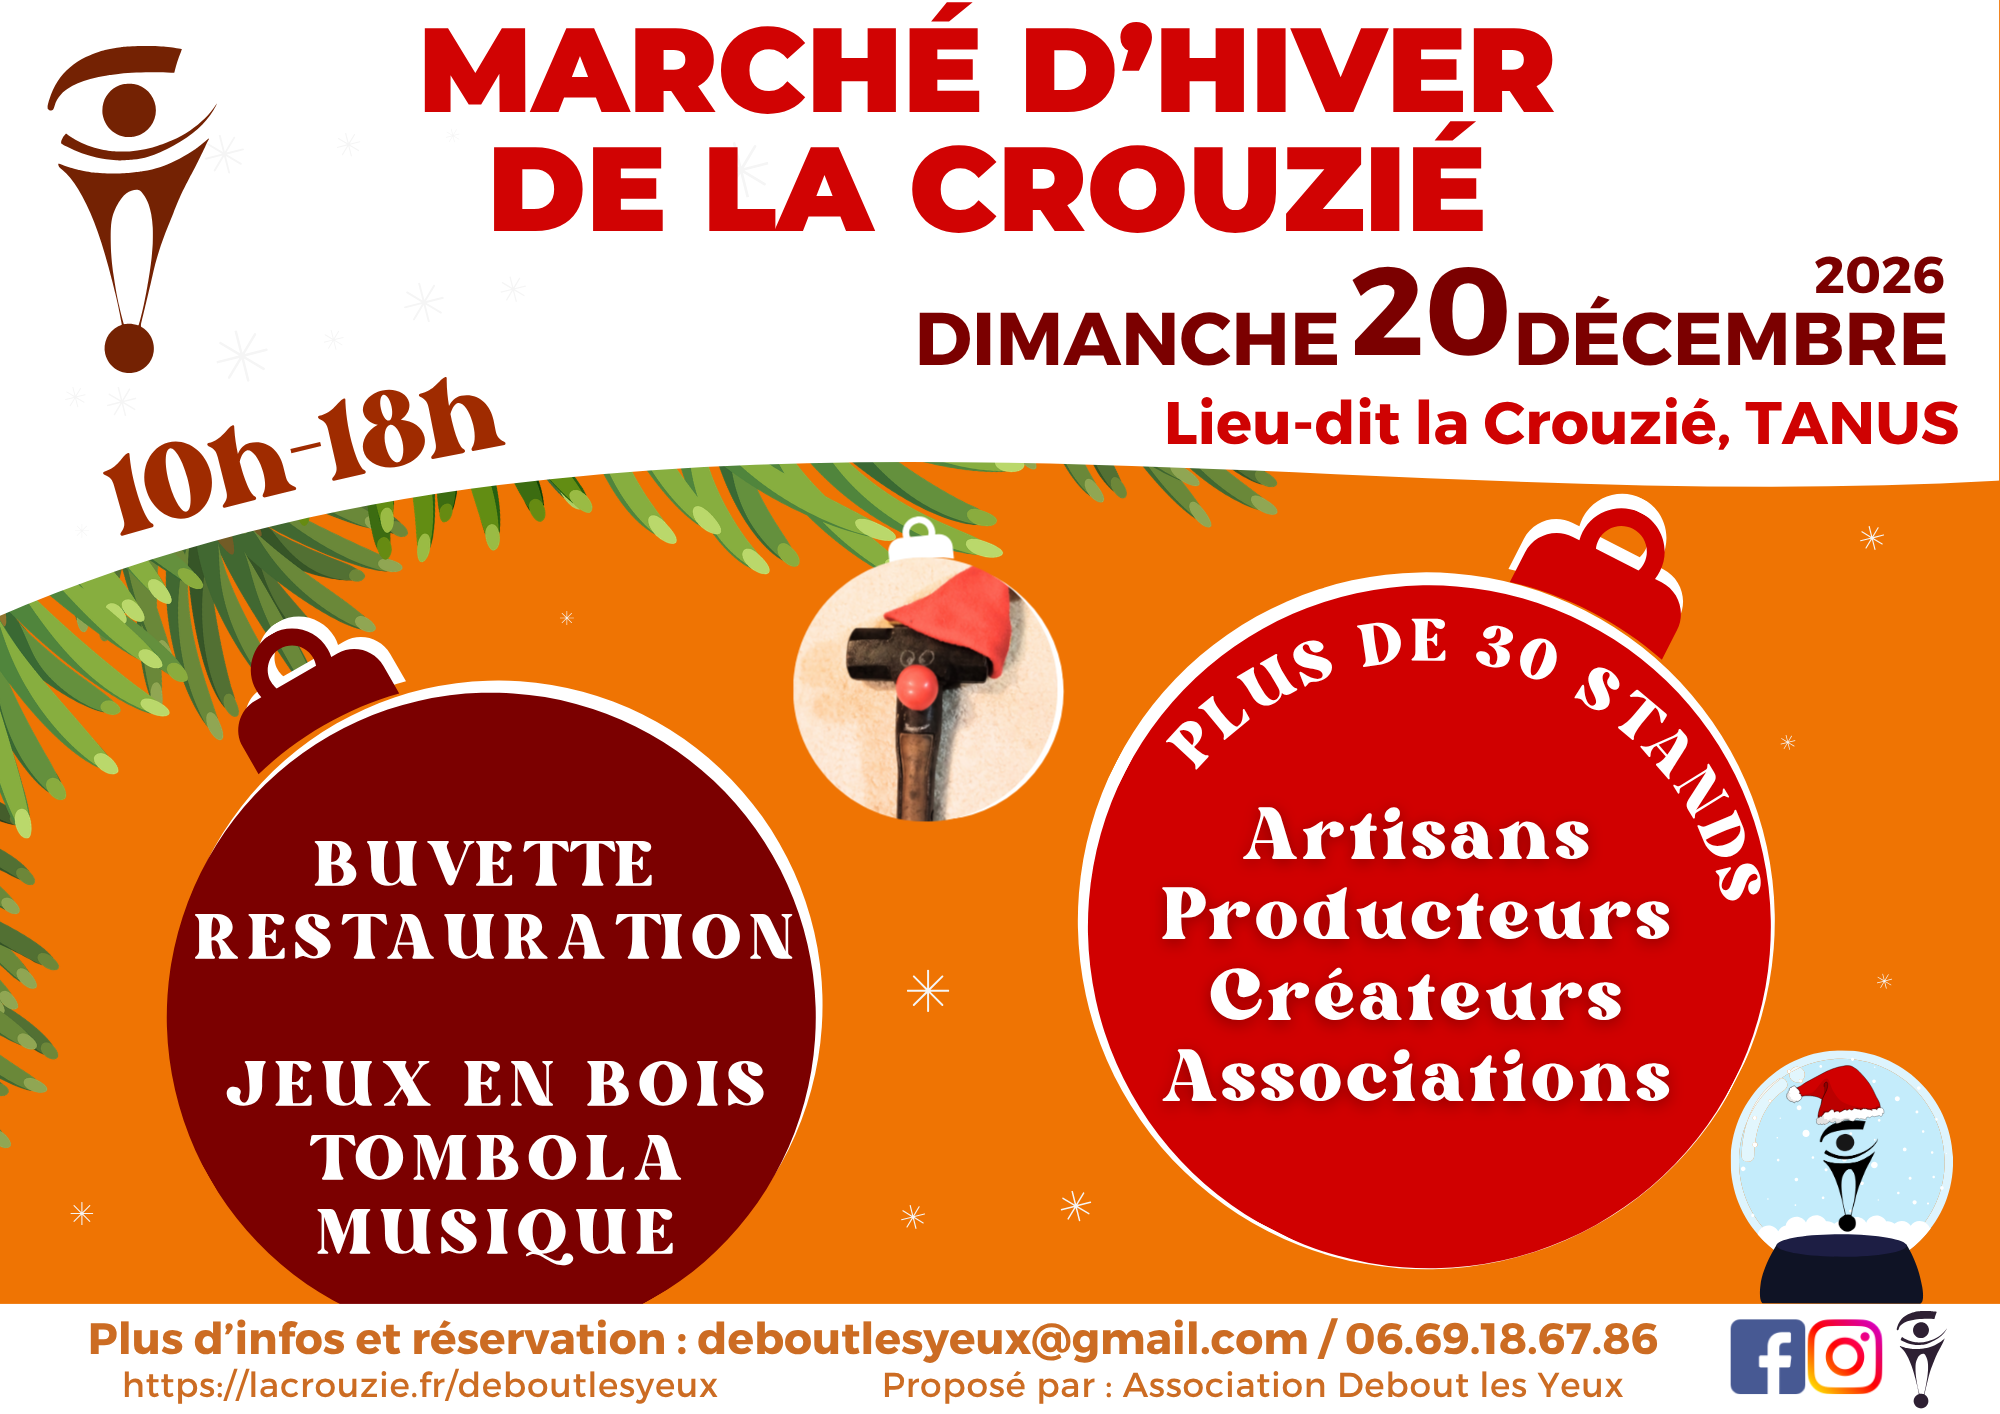 MARCHÉ D’HIVER
DE LA CROUZIÉ
2026
DIMANCHE 20 DÉCEMBRE
Lieu-dit la Crouzié, TANUS
10h-18h
BUVETTE
RESTAURATION
JEUX EN BOIS
TOMBOLA
MUSIQUE
PLUS DE 30 STANDS
Artisans
Producteurs
Créateurs
Associations
Plus d’infos et réservation : deboutlesyeux@gmail.com / 06.69.18.67.86
https://lacrouzie.fr/deboutlesyeux
Proposé par : Association Debout les Yeux